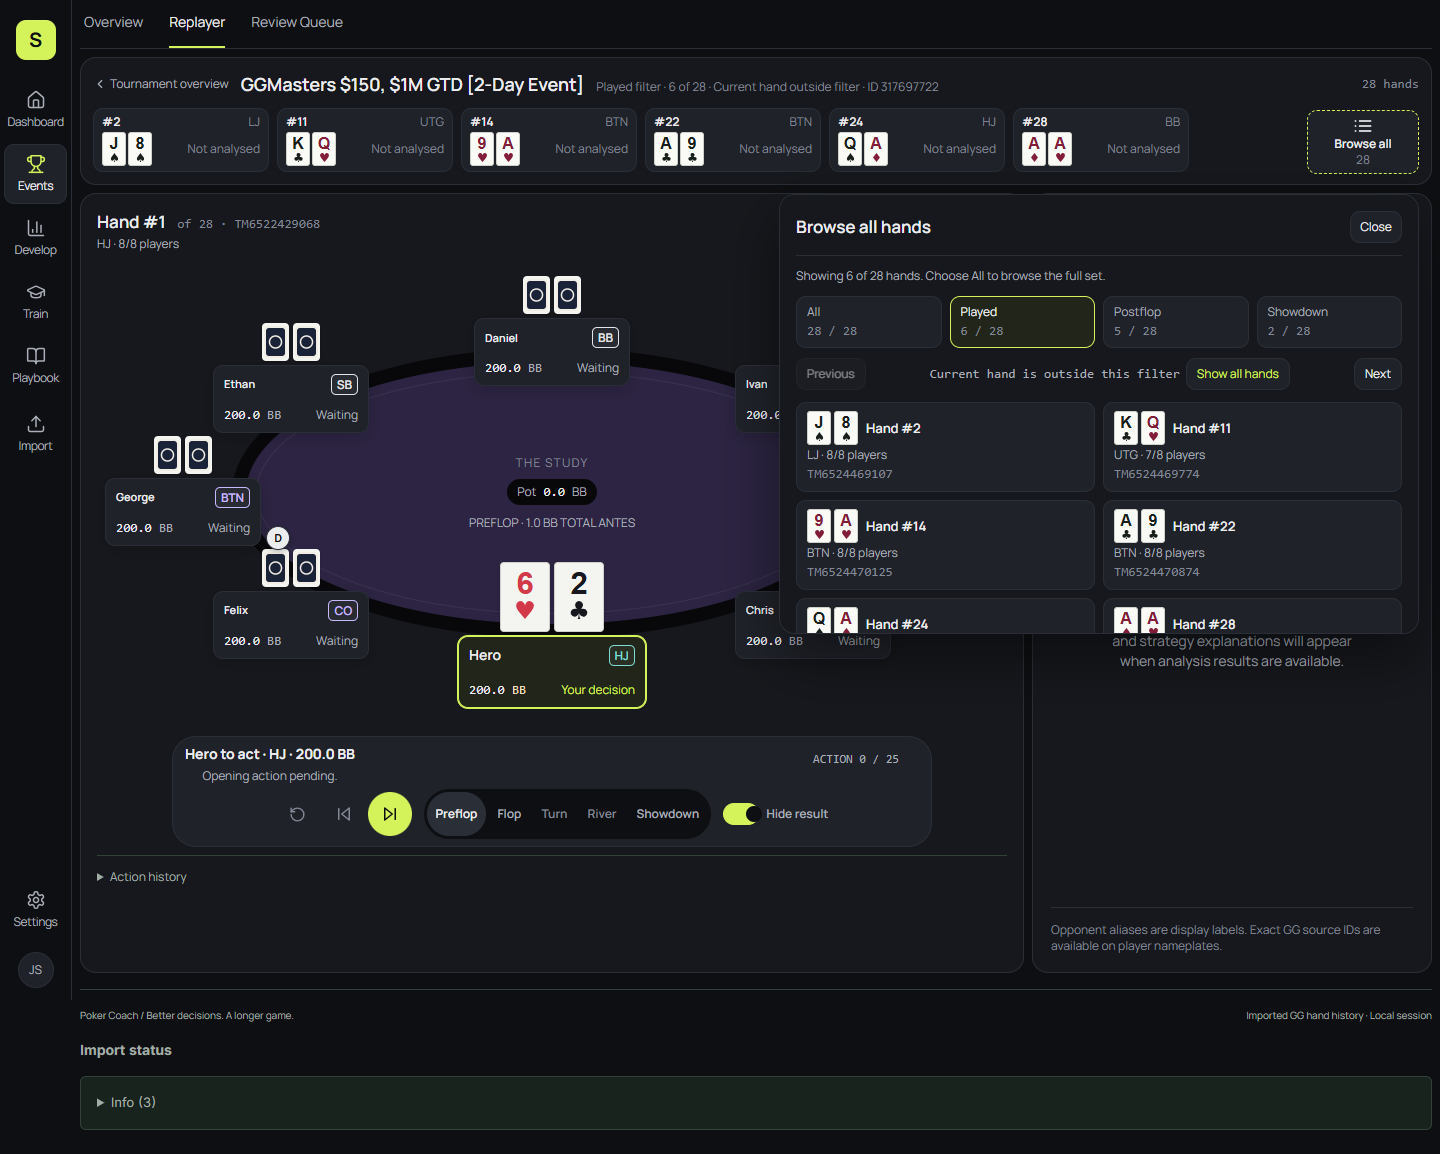 S
Dashboard
Events
Develop
Train
Playbook
Import
Settings
JS
Overview Replayer Review Queue
Tournament overview GGMasters $150, $1M GTD [2-Day Event] Played filter · 6 of 28 · Current hand outside filter · ID 317697722 28 hands
#2 LJ
J 8 Not analysed
#11 UTG
K Q Not analysed
#14 BTN
9 A Not analysed
#22 BTN
A 9 Not analysed
#24 HJ
Q A Not analysed
#28 BB
A A Not analysed
Browse all
28
Hand #1 of 28 · TM6522429068
HJ · 8/8 players
Daniel BB
200.0 BB Waiting
Ethan SB
200.0 BB Waiting
Ivan
200.0
George BTN
200.0 BB Waiting
D
THE STUDY
Pot 0.0 BB
PREFLOP · 1.0 BB TOTAL ANTES
6 2
Felix CO
200.0 BB Waiting
Chris
200.0 BB Waiting
Hero HJ
200.0 BB Your decision
Hero to act · HJ · 200.0 BB ACTION 0 / 25
Opening action pending.
Preflop Flop Turn River Showdown Hide result
Action history
Browse all hands Close
Showing 6 of 28 hands. Choose All to browse the full set.
All
28 / 28
Played
6 / 28
Postflop
5 / 28
Showdown
2 / 28
Previous Current hand is outside this filter Show all hands Next
J 8 Hand #2
LJ · 8/8 players
TM6524469107
K Q Hand #11
UTG · 7/8 players
TM6524469774
9 A Hand #14
BTN · 8/8 players
TM6524470125
A 9 Hand #22
BTN · 8/8 players
TM6524470874
Q A Hand #24
A A Hand #28
and strategy explanations will appear
when analysis results are available.
Opponent aliases are display labels. Exact GG source IDs are
available on player nameplates.
Poker Coach / Better decisions. A longer game. Imported GG hand history · Local session
Import status
Info (3)